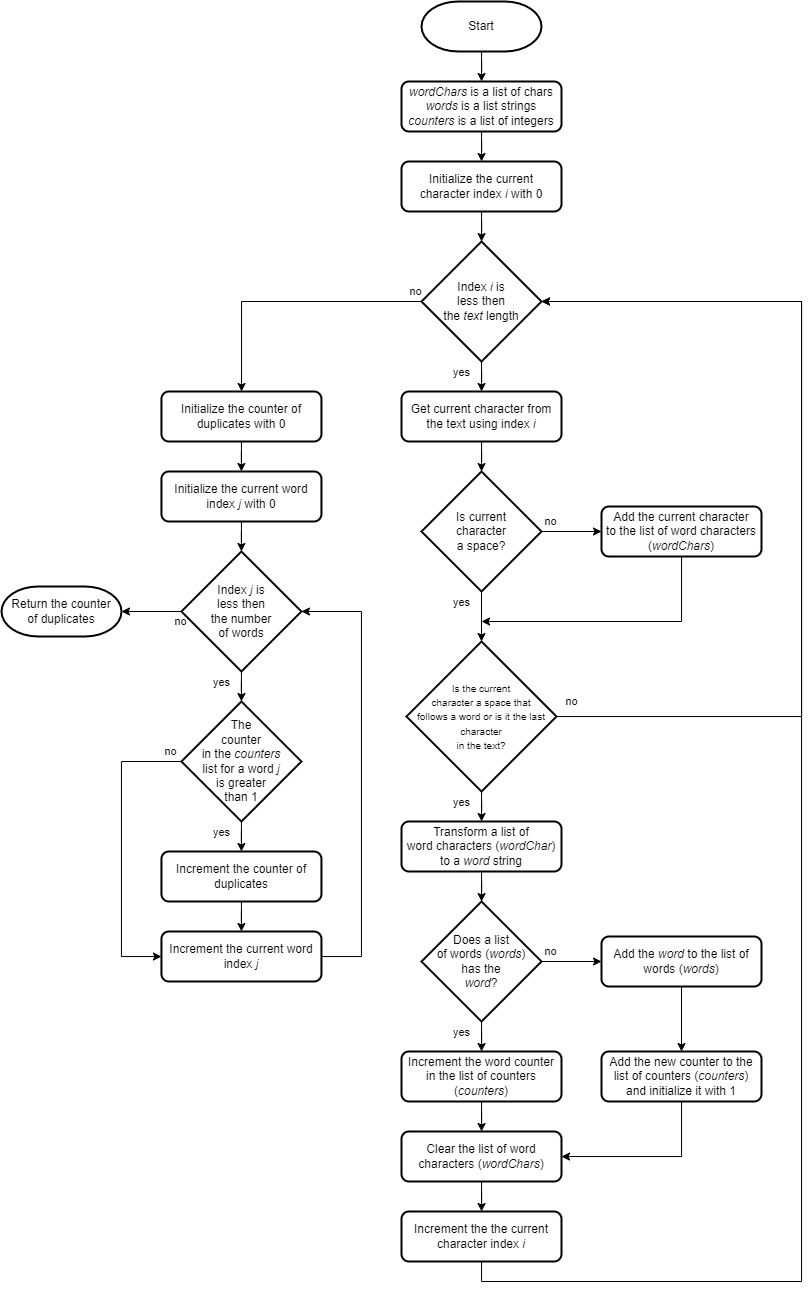 Start
wordChars is a list of chars
words is a list strings
counters is a list of integers
Initialize the current
character index i with 0
Index i is
less then
the text length
no
yes
Initialize the counter of
duplicates with 0
Get current character from
the text using index i
Initialize the current word
index j with 0
Is current
character
a space?
no
Add the current character
to the list of word characters
(wordChars)
yes
Index j is
less then
the number
of words
no
Return the counter
of duplicates
yes
Is the current
character a space that
follows a word or is it the last
character
in the text?
no
The
counter
in the counters
list for a word j
is greater
than 1
no
yes
yes
Transform a list of
word characters (wordChar)
to a word string
Increment the counter of
duplicates
Increment the current word
index j
Does a list
of words (words)
has the
word?
no
Add the word to the list of
words (words)
yes
Increment the word counter
in the list of counters
(counters)
Add the new counter to the
list of counters (counters)
and initialize it with 1
Clear the list of word
characters (wordChars)
Increment the the current
character index i